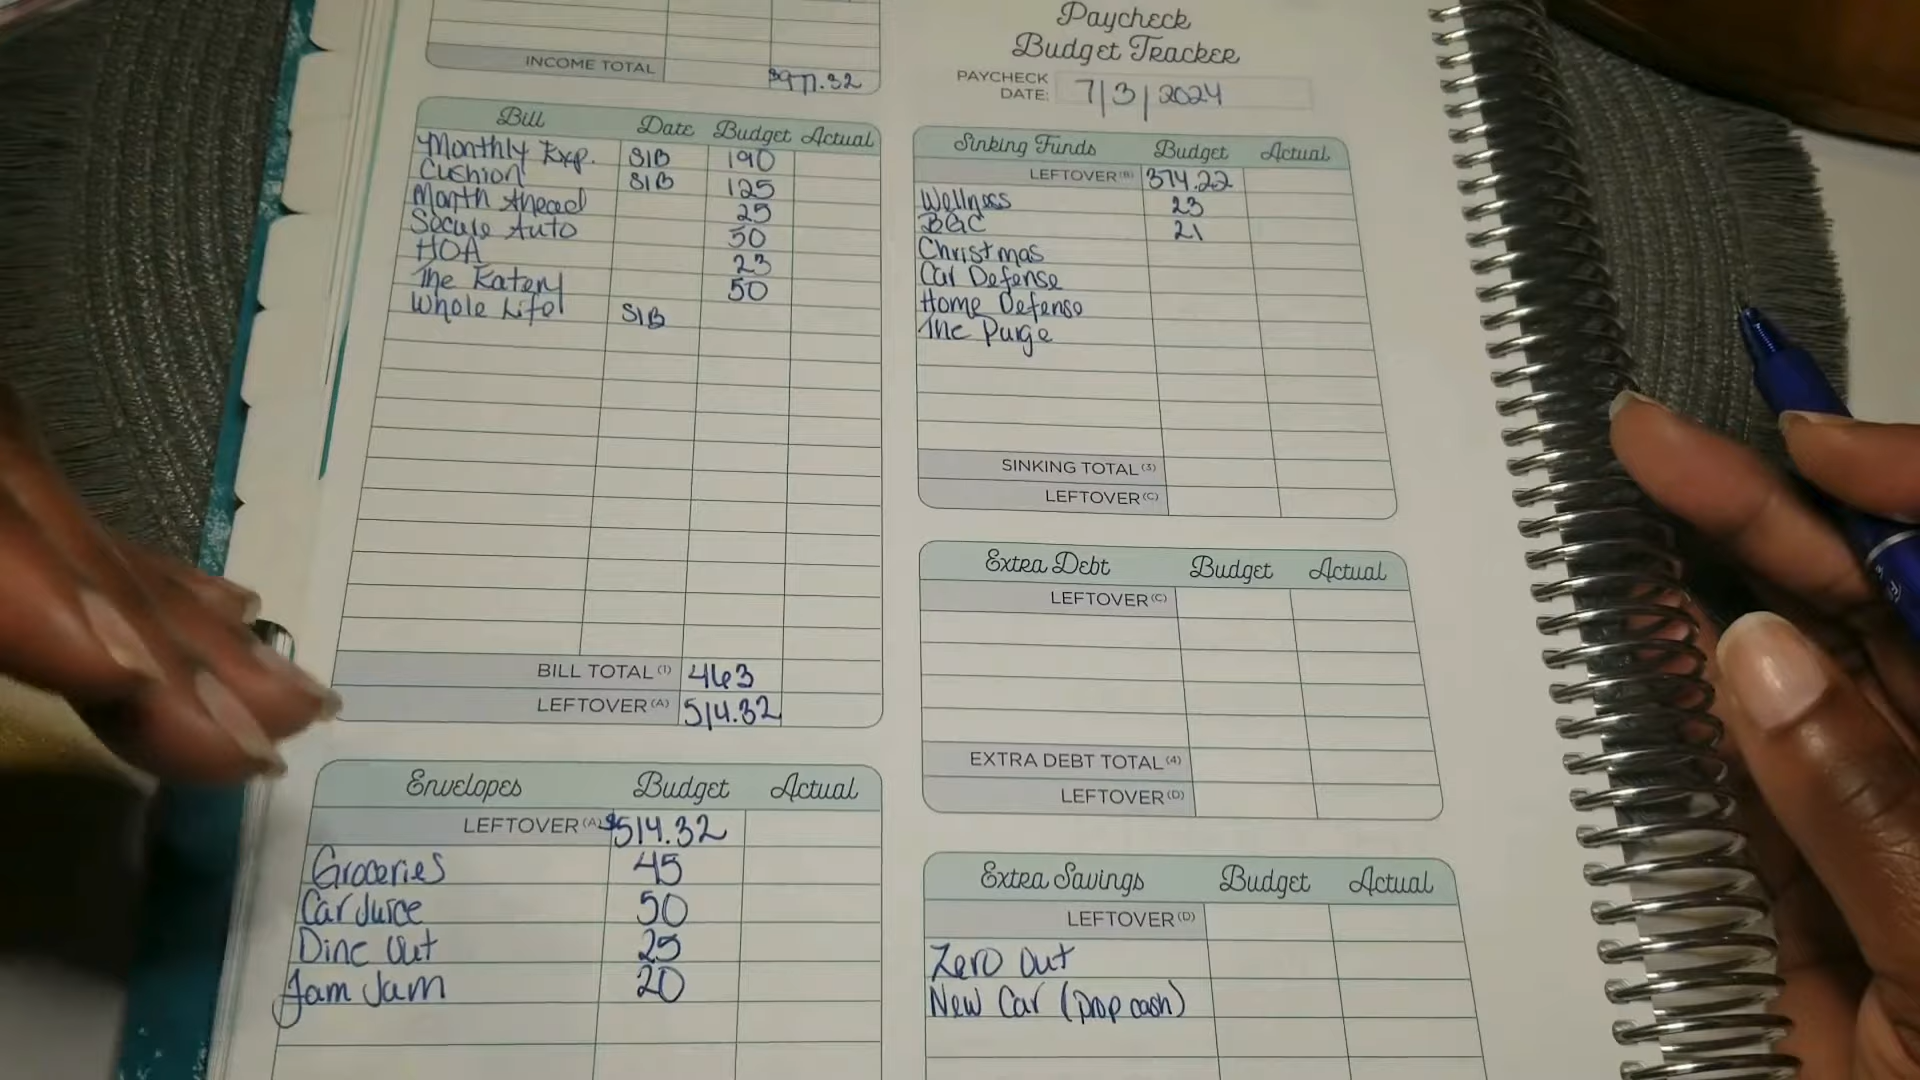 INCOME TOTAL $977.32
Bill Date Budget Actual
Monthly Exp. SIB 190
Cushion SIB 125
Month Ahead 25
Secure Auto 50
HOA 23
The Katery 50
Whole Life SIB
BILL TOTAL (1) 463
LEFTOVER (A) 514.32
Envelopes Budget Actual
LEFTOVER (A) $514.32
Groceries 45
Car Juice 50
Dine Out 25
Jam Jam 20
Paycheck
Budget Tracker
PAYCHECK
DATE: 7/3/2024
Sinking Funds Budget Actual
LEFTOVER (B) 374.22
Wellness 23
BGC 21
Christmas
Car Defense
Home Defense
The Purge
SINKING TOTAL (3)
LEFTOVER (C)
Extra Debt Budget Actual
LEFTOVER (C)
EXTRA DEBT TOTAL (4)
LEFTOVER (D)
Extra Savings Budget Actual
LEFTOVER (D)
Zero Out
New Car (prop cash)